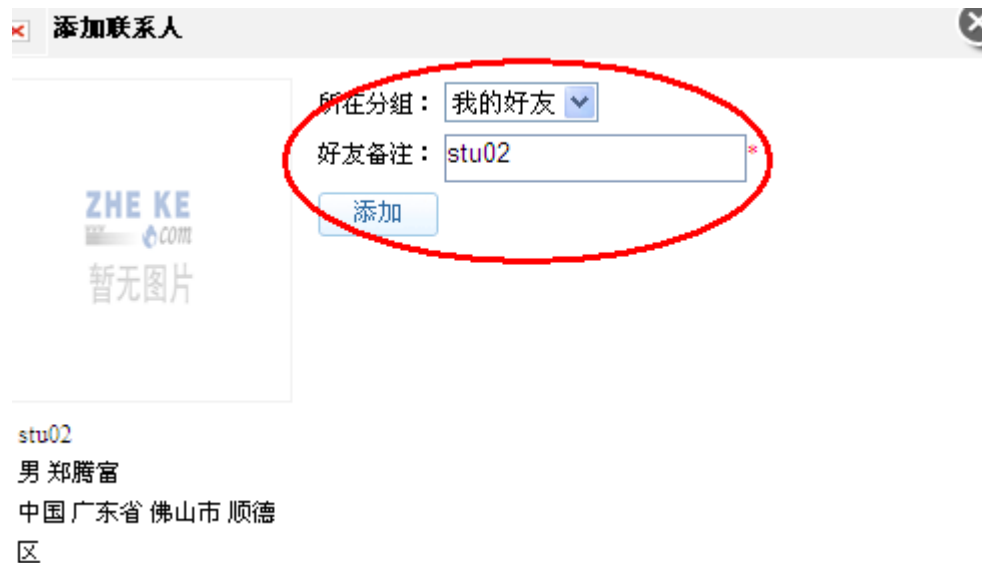 添加联系人
所在分组： 我的好友
好友备注： stu02 *
添加
ZHE KE
com
暂无图片
stu02
男 郑腾富
中国 广东省 佛山市 顺德
区